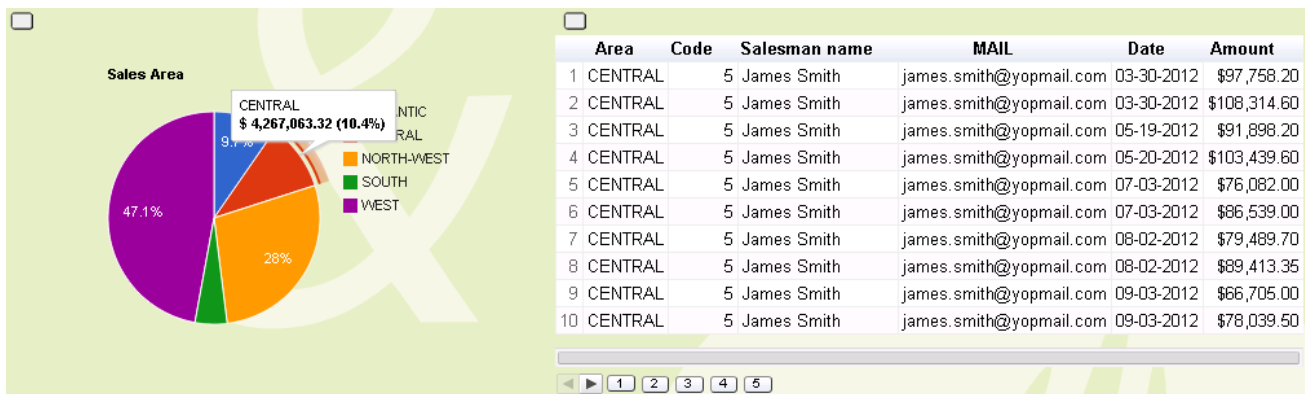 Sales Area
CENTRAL
$ 4,267,063.32 (10.4%)
NTIC
RAL
NORTH-WEST
SOUTH
WEST
47.1%
28%
Area Code Salesman name MAIL Date Amount
1 CENTRAL 5 James Smith james.smith@yopmail.com 03-30-2012 $97,758.20
2 CENTRAL 5 James Smith james.smith@yopmail.com 03-30-2012 $108,314.60
3 CENTRAL 5 James Smith james.smith@yopmail.com 05-19-2012 $91,898.20
4 CENTRAL 5 James Smith james.smith@yopmail.com 05-20-2012 $103,439.60
5 CENTRAL 5 James Smith james.smith@yopmail.com 07-03-2012 $76,082.00
6 CENTRAL 5 James Smith james.smith@yopmail.com 07-03-2012 $86,539.00
7 CENTRAL 5 James Smith james.smith@yopmail.com 08-02-2012 $79,489.70
8 CENTRAL 5 James Smith james.smith@yopmail.com 08-02-2012 $89,413.35
9 CENTRAL 5 James Smith james.smith@yopmail.com 09-03-2012 $66,705.00
10 CENTRAL 5 James Smith james.smith@yopmail.com 09-03-2012 $78,039.50
1 2 3 4 5